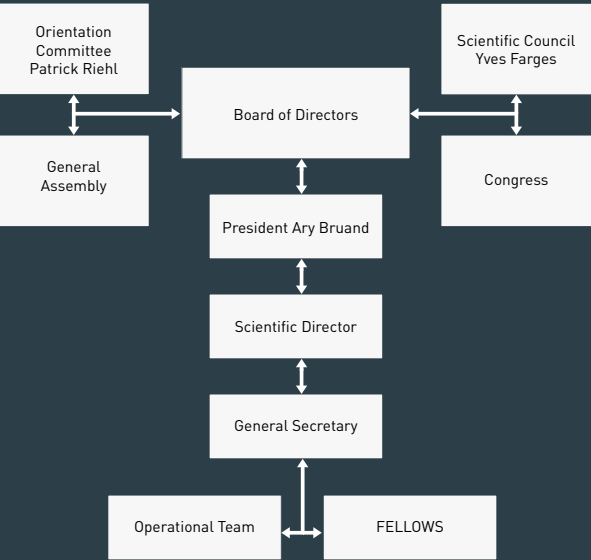 Orientation
Committee
Patrick Riehl
Scientific Council
Yves Farges
Board of Directors
General
Assembly
Congress
President Ary Bruand
Scientific Director
General Secretary
Operational Team
FELLOWS